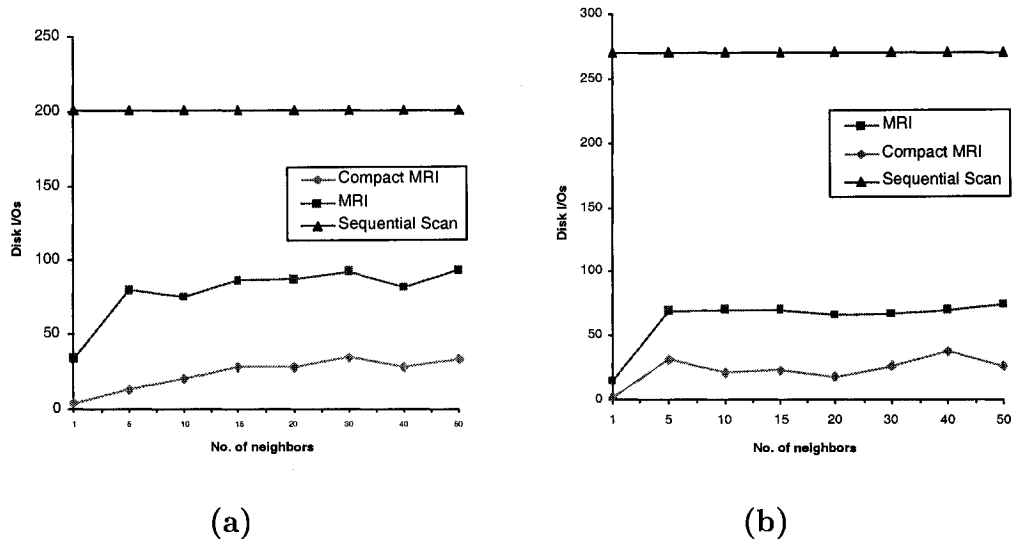 250
200
150
100
50
0
Disk I/Os
Compact MRI
MRI
Sequential Scan
1 5 10 15 20 30 40 50
No. of neighbors
(a)
300
250
200
150
100
50
0
Disk I/Os
MRI
Compact MRI
Sequential Scan
1 5 10 15 20 30 40 50
No. of neighbors
(b)